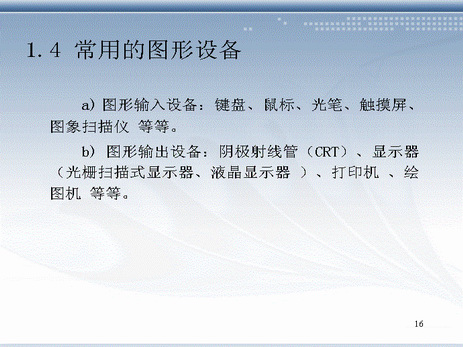 1.4 常用的图形设备
a) 图形输入设备：键盘、鼠标、光笔、触摸屏、
图象扫描仪 等等。
b) 图形输出设备：阴极射线管（CRT）、显示器
（光栅扫描式显示器、液晶显示器 ）、打印机 、绘
图机 等等。
16